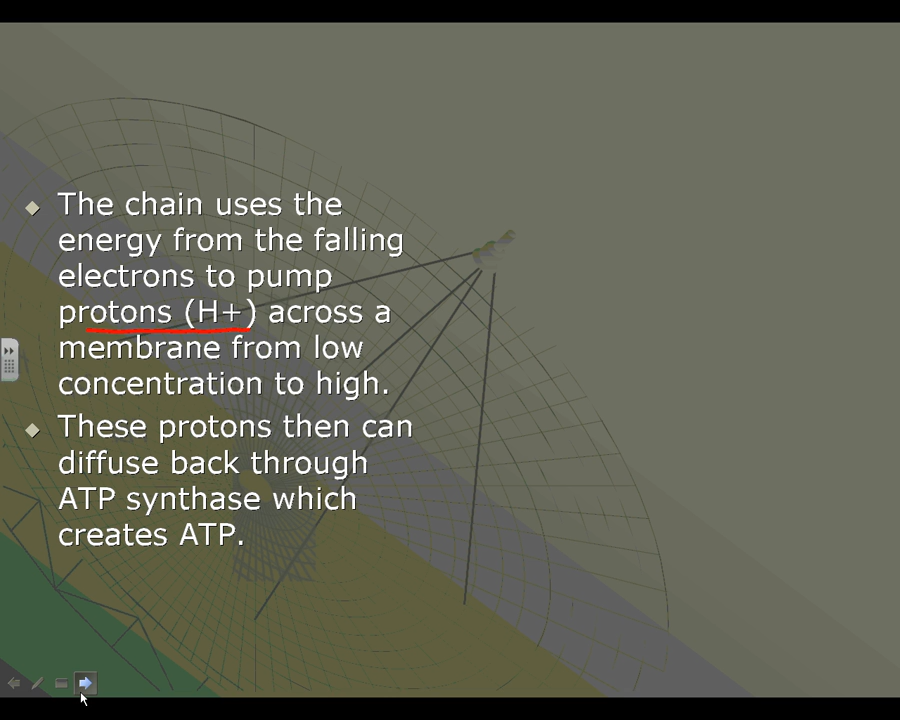 The chain uses the
energy from the falling
electrons to pump
protons (H+) across a
membrane from low
concentration to high.
These protons then can
diffuse back through
ATP synthase which
creates ATP.